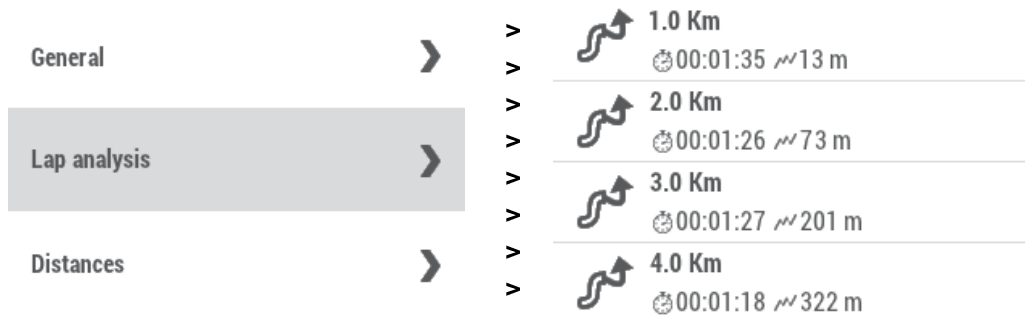 General
Lap analysis
Distances
>
>
>
>
>
>
>
>
1.0 Km
00:01:35 13 m
2.0 Km
00:01:26 73 m
3.0 Km
00:01:27 201 m
4.0 Km
00:01:18 322 m